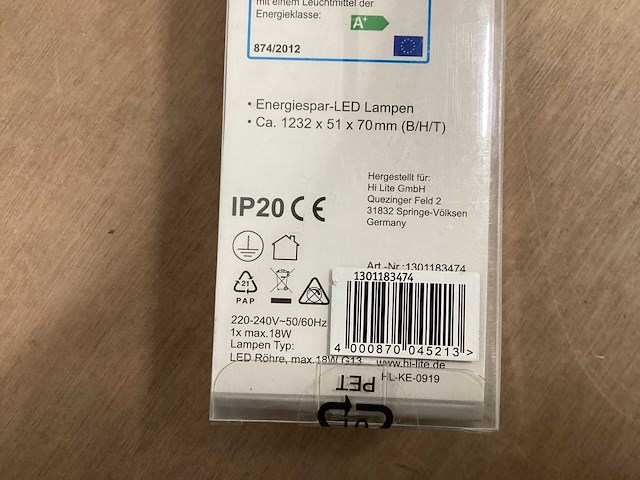 mit einem Leuchtmittel der
Energieklasse:
A+
874/2012
• Energiespar-LED Lampen
• Ca. 1232 x 51 x 70 mm (B/H/T)
Hergestellt für:
Hi Lite GmbH
Quezinger Feld 2
31832 Springe-Völksen
Germany
IP20 CE
Art.-Nr.:1301183474
1301183474
21
PAP
4 000870 045213 >
220-240V~50/60Hz
1x max.18W
Lampen Typ:
LED Röhre, max.18W G13
www.hi-lite.de
HL-KE-0919
PET